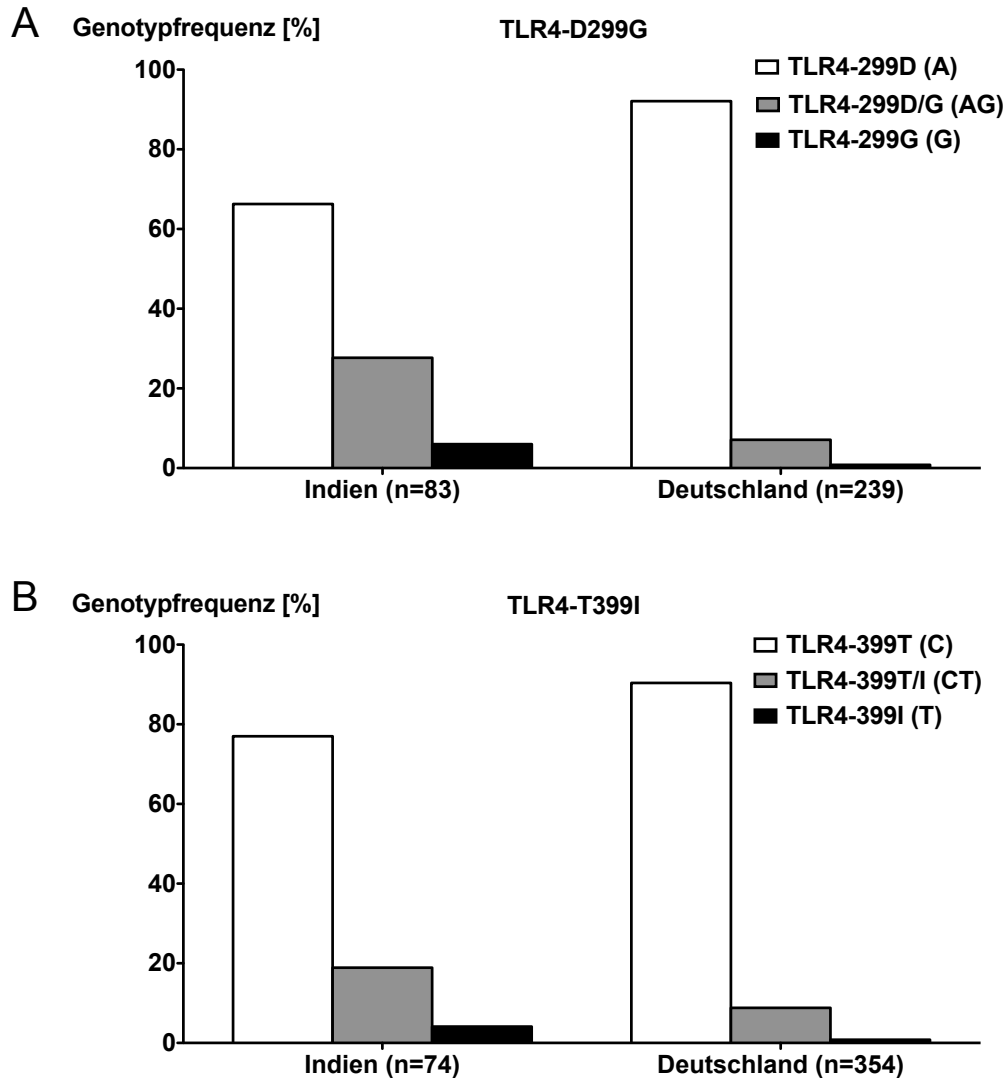 A
Genotypfrequenz [%]
TLR4-D299G
TLR4-299D (A)
TLR4-299D/G (AG)
TLR4-299G (G)
100
80
60
40
20
0
Indien (n=83)
Deutschland (n=239)
B
Genotypfrequenz [%]
TLR4-T399I
TLR4-399T (C)
TLR4-399T/I (CT)
TLR4-399I (T)
100
80
60
40
20
0
Indien (n=74)
Deutschland (n=354)